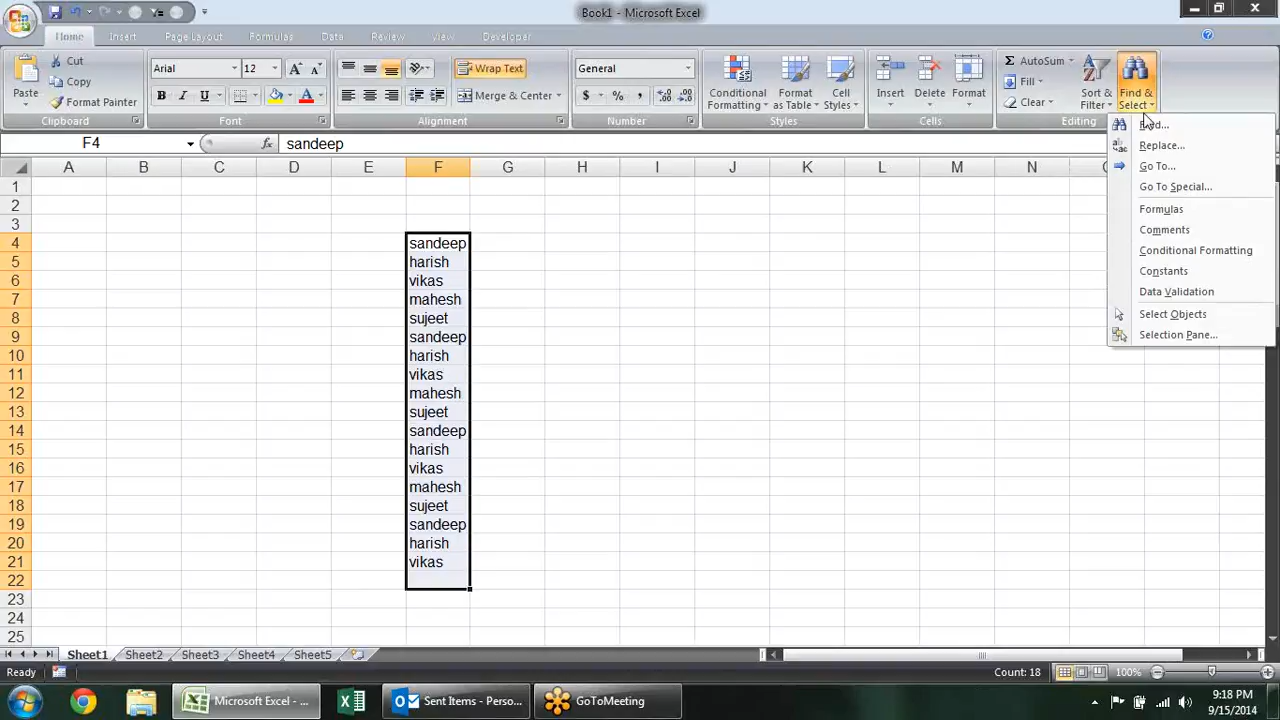 Book1 - Microsoft Excel
Home Insert Page Layout Formulas Data Review View Developer
Paste Cut Copy Format Painter Clipboard
Arial 12 A A B I U A Font
Wrap Text Merge & Center Alignment
General $ % , Number
Conditional Formatting Format as Table Cell Styles Styles
Insert Delete Format Cells
AutoSum Fill Clear Sort & Filter Find & Select Editing
F4 fx sandeep
Replace...
Go To...
Go To Special...
Formulas
Comments
Conditional Formatting
Constants
Data Validation
Select Objects
Selection Pane...
A B C D E F G H I J K L M N
1
2
3
4 sandeep
5 harish
6 vikas
7 mahesh
8 sujeet
9 sandeep
10 harish
11 vikas
12 mahesh
13 sujeet
14 sandeep
15 harish
16 vikas
17 mahesh
18 sujeet
19 sandeep
20 harish
21 vikas
22
23
24
25
Sheet1 Sheet2 Sheet3 Sheet4 Sheet5
Ready Count: 18 100%
Microsoft Excel - ... Sent Items - Perso... GoToMeeting
9:18 PM
9/15/2014